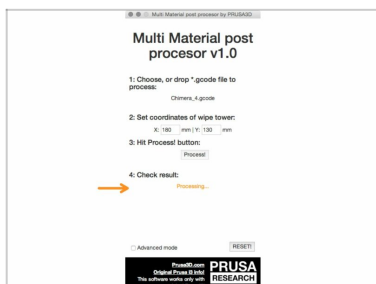 Multi Material post procesor by PRUSA3D
Multi Material post
procesor v1.0
1: Choose, or drop *.gcode file to
process:
Chimera_4.gcode
2: Set coordinates of wipe tower:
X: 180 mm | Y: 130 mm
3: Hit Process! button:
Process!
4: Check result:
Processing...
Advanced mode
RESET!
Prusa3D.com
Original Prusa i3 info!
This software works only with
PRUSA
RESEARCH